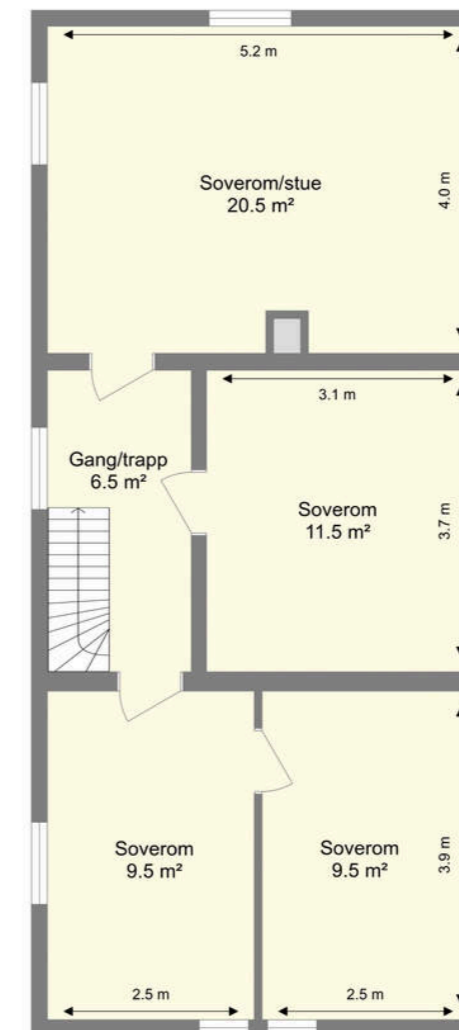 5.2 m
Soverom/stue
20.5 m²
4.0 m
3.1 m
Gang/trapp
6.5 m²
Soverom
11.5 m²
3.7 m
Soverom
9.5 m²
Soverom
9.5 m²
3.9 m
2.5 m
2.5 m